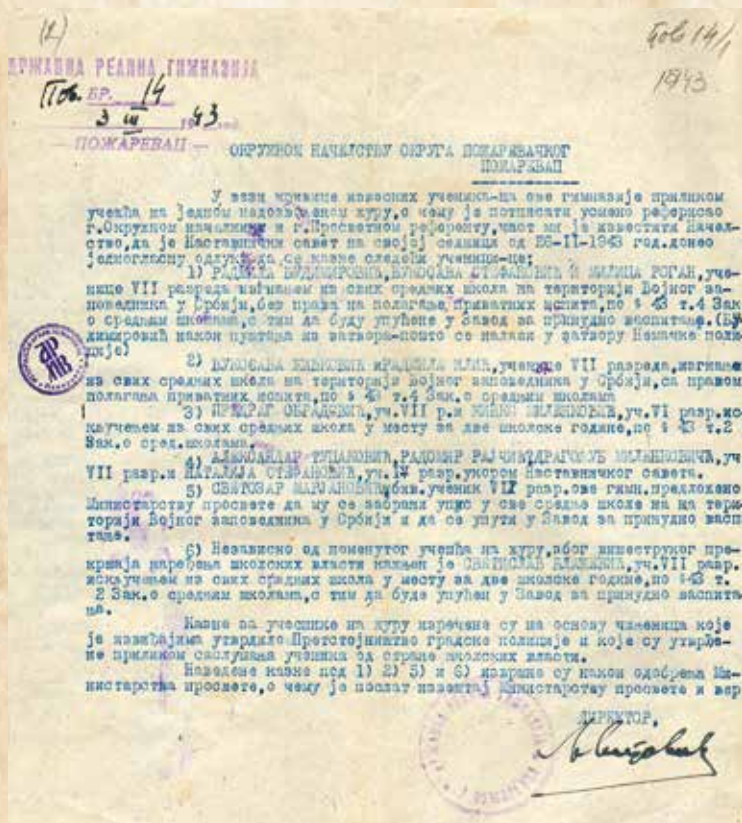 (2)
Пов 14/1
1943
ДРЖАВНА РЕАЛНА ГИМНАЗИЈА
Пов. БР. 14
3 III 1943 год.
— ПОЖАРЕВАЦ —
ОКРУЖНОМ НАЧЕЛСТВУ ОКРУГА ПОЖАРЕВАЧКОГ
ПОЖАРЕВАЦ
У вези кривице извесних ученика-ца ове гимназије приликом
учешћа на једном недозвољеном журу, о чему је потписати усмено реферисао
г.Окружном начелнику и г.Просветном референту, част ми је известити Начел-
ство, да је Наставнички савет на својој седници од 26-II-1943 год. донео
једногласну одлуку да се казне следећи ученици-це:
1) РАДМИЛА БУДИМИРОВИЋ, ВУКОСАВА СТЕФАНОВИЋ И МИЛИЦА РОГАН, уче-
нице VII разреда изгнањем из свих средњих школа на територији Војног за-
поведника у Србији, без права на полагање приватних испита, по § 43 т.4 Зак
о средњим школама, с тим да буду упућене у Завод за принудно васпитање. (Бу-
димировић након пуштања из затвора-пошто се налази у затвору Немачке поли-
ције)
2) ВУКОСАВА И РАДМИЛА ИЛИЋ, ученице VII разреда, изгнањем
из свих средњих школа на територији Војног заповедника у Србији, са правом
полагања приватних испита, по § 43 т.4 Зак. о средњим школама
3) ПРЕДРАГ ОБРАДОВИЋ, уч.VII р.и МИЛЕНКОВИЋ, уч.VI разр. ис-
кључењем из свих средњих школа у месту за две школске године, по § 43 т.2
Зак.о сред.школама.
4) АЛЕКСАНДАР ТУЦАКОВИЋ, РАДОМИР РАЈЧИЋ И ДРАГОЉУБ МИЛЕНКОВИЋ, уч
VII разр.и НАТАЛИЈА СТЕФАНОВИЋ, уч. разр.укором Наставничког савета.
5) СВЕТОЗАР МАРЈАНОВИЋ, бив.ученик VII разр.ове гимн.предложено
Министарству просвете да му се забрани упис у све средње школе на на тери-
торији Војног заповедника у Србији и да се упути у Завод за принудно васпи
тање.
6) Независно од поменутог учешћа на журу, због вишеструког пре-
кршаја наређења школских власти кажњен је СВЕТИСЛАВ, уч.VII разр.
искључењем из свих средњих школа у месту за две школске године, по §43 т.
2 Зак.о средњим школама, с тим да буде упућен у Завод за принудно васпита
ње.
Казне за учеснике на журу изречене су на основу чињеница које
је извиђајима утврдило Претстојништво градске полиције и које су утврђе-
не приликом саслушања ученика од стране школских власти.
Наведене казне под 1) 2) 3) и 6) извршне су након одобрења Ми-
нистарства просвете, о чему је послат извештај Министарству просвете и вер
ДИРЕКТОР,